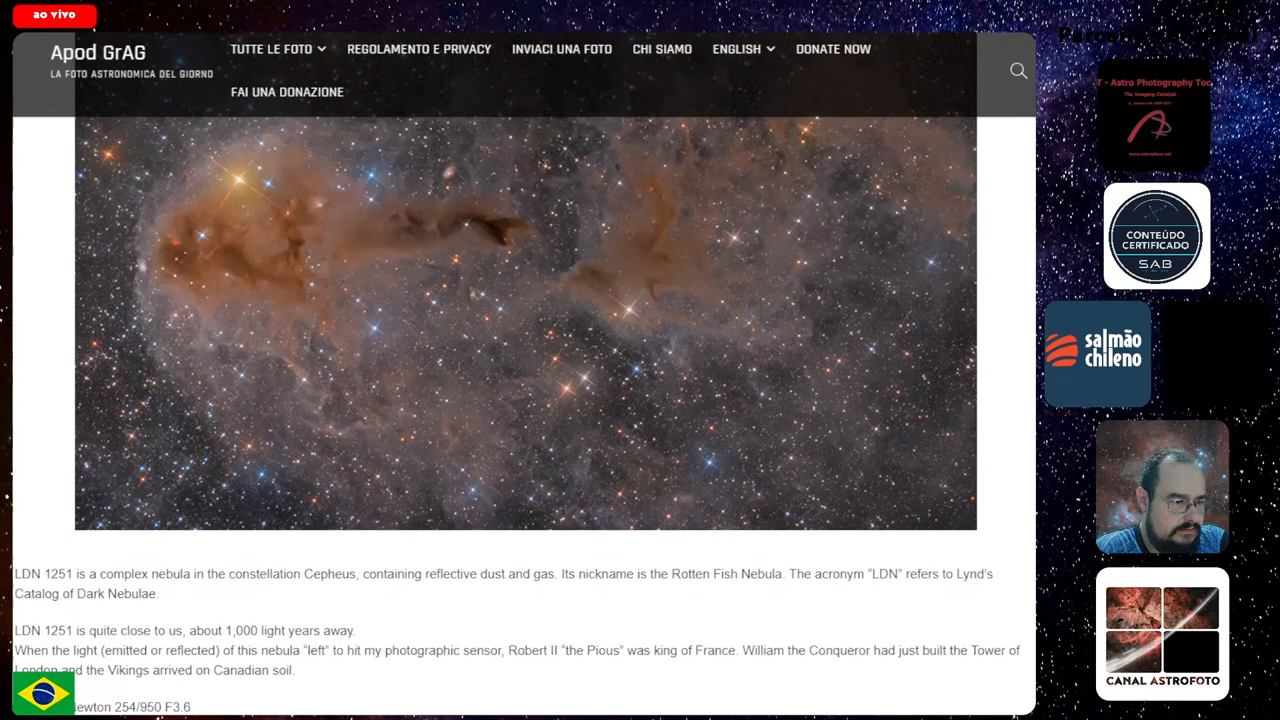 ao vivo
Apod GrAG
LA FOTO ASTRONOMICA DEL GIORNO
TUTTE LE FOTO
REGOLAMENTO E PRIVACY
INVIACI UNA FOTO
CHI SIAMO
ENGLISH
DONATE NOW
FAI UNA DONAZIONE
T - Astro Photography Too
The Imaging Catalyst
CONTEÚDO
CERTIFICADO
SAB
salmão
chileno
CANAL ASTROFOTO
LDN 1251 is a complex nebula in the constellation Cepheus, containing reflective dust and gas. Its nickname is the Rotten Fish Nebula. The acronym “LDN” refers to Lynd’s
Catalog of Dark Nebulae.
LDN 1251 is quite close to us, about 1,000 light years away.
When the light (emitted or reflected) of this nebula “left” to hit my photographic sensor, Robert II “the Pious” was king of France. William the Conqueror had just built the Tower of
London and the Vikings arrived on Canadian soil.
ewton 254/950 F3.6